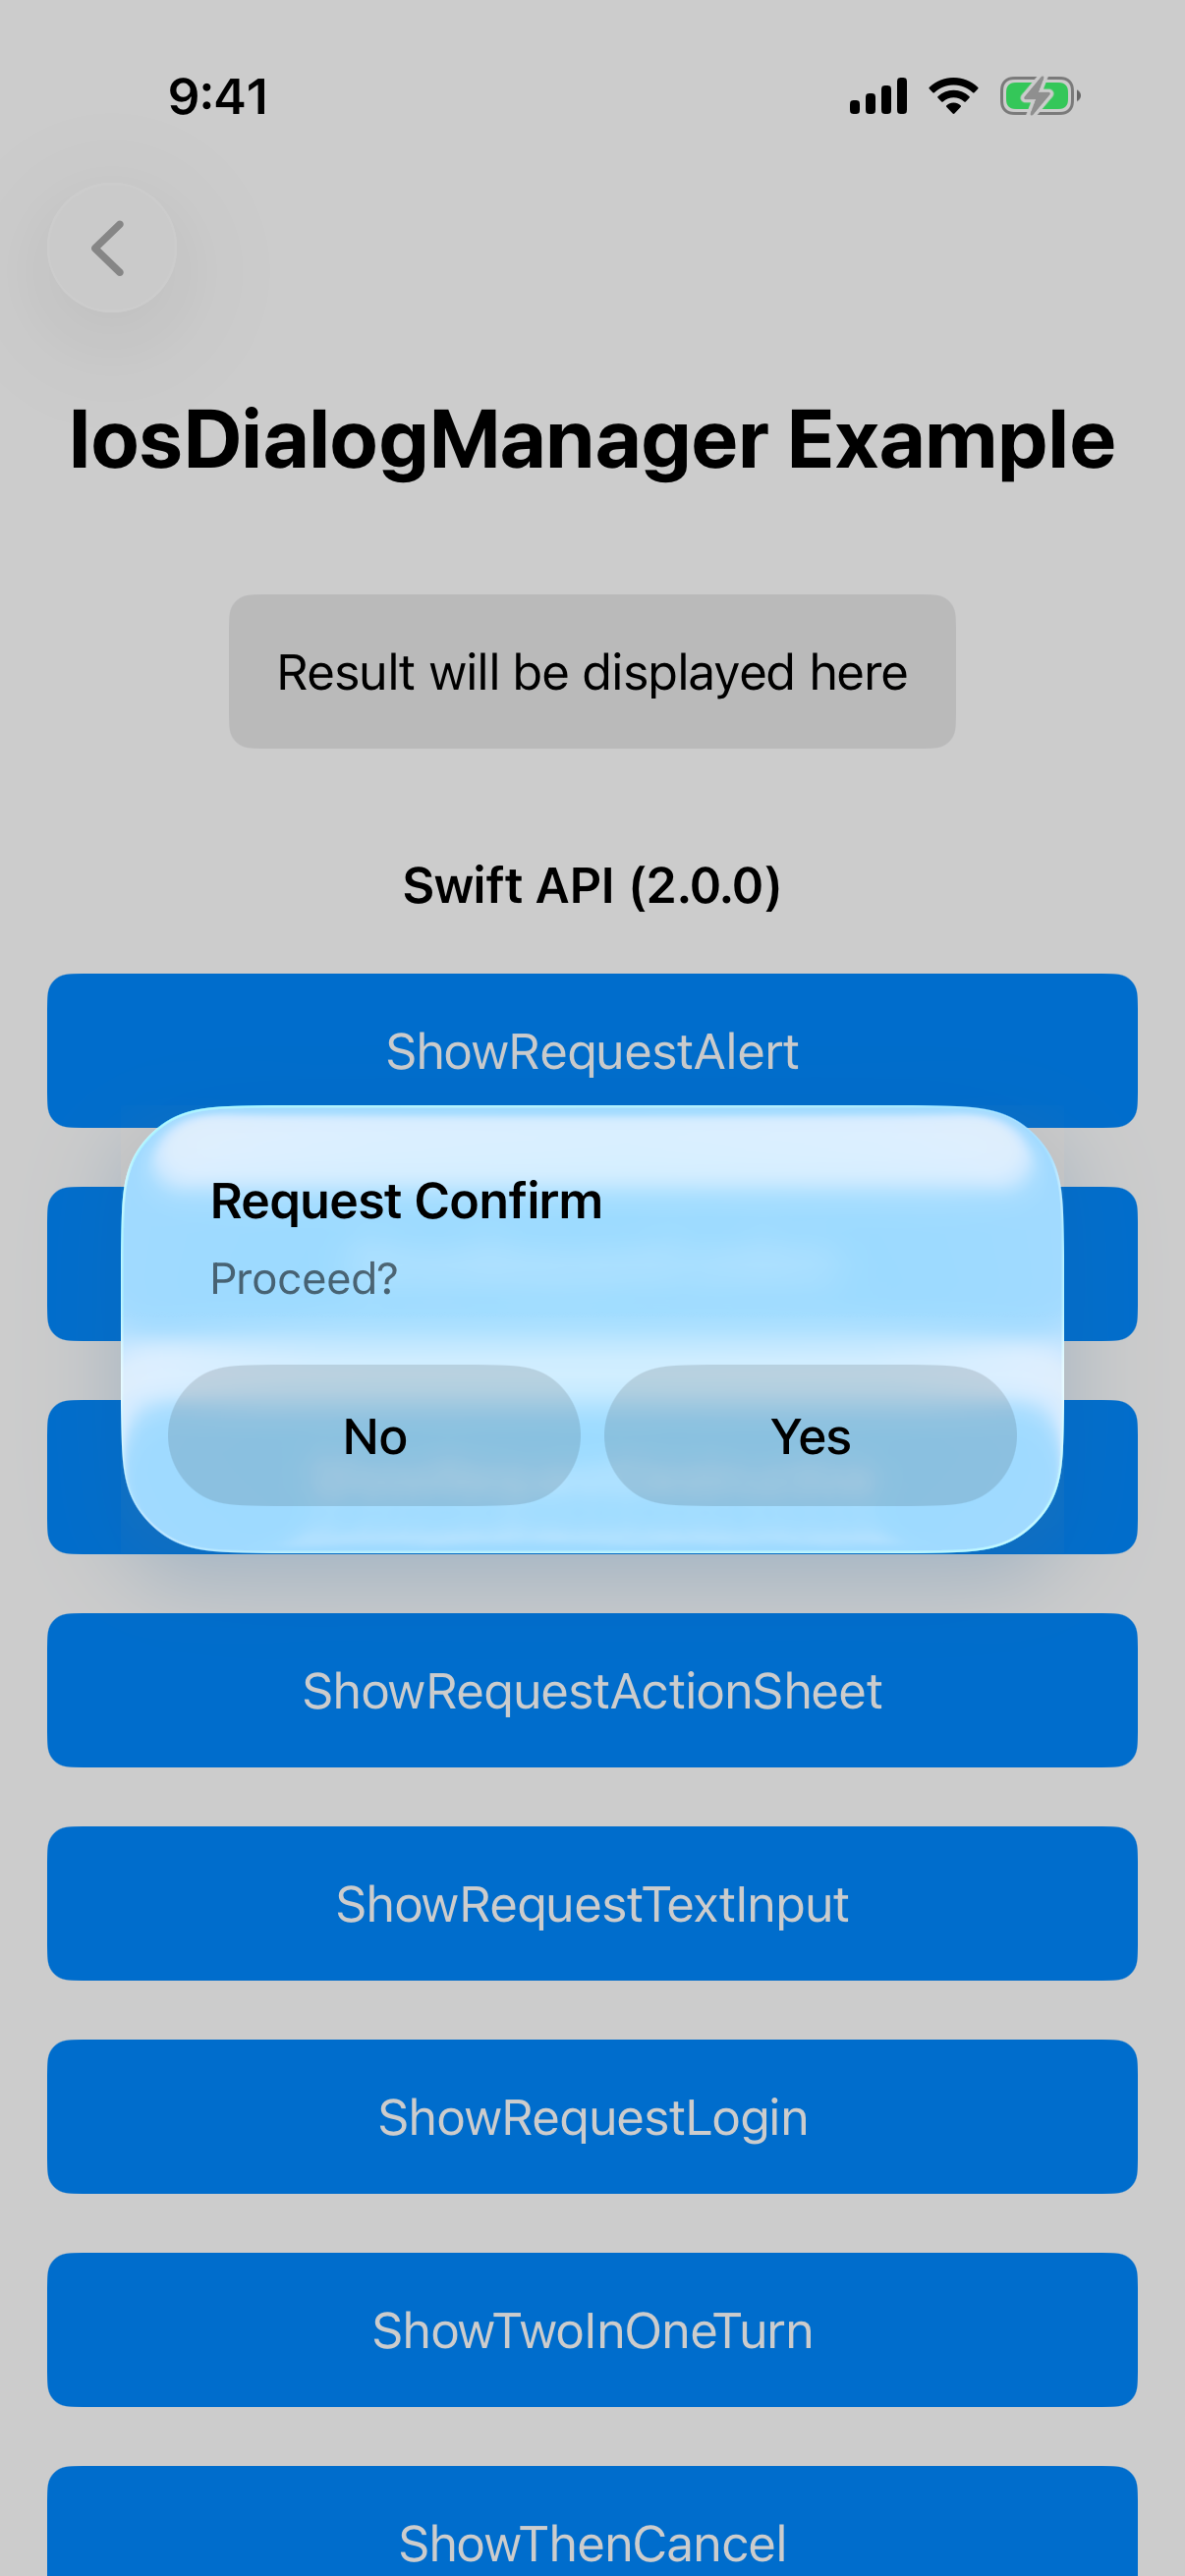 9:41
IosDialogManager Example
Result will be displayed here
Swift API (2.0.0)
ShowRequestAlert
Request Confirm
Proceed?
No
Yes
ShowRequestActionSheet
ShowRequestTextInput
ShowRequestLogin
ShowTwoInOneTurn
ShowThenCancel